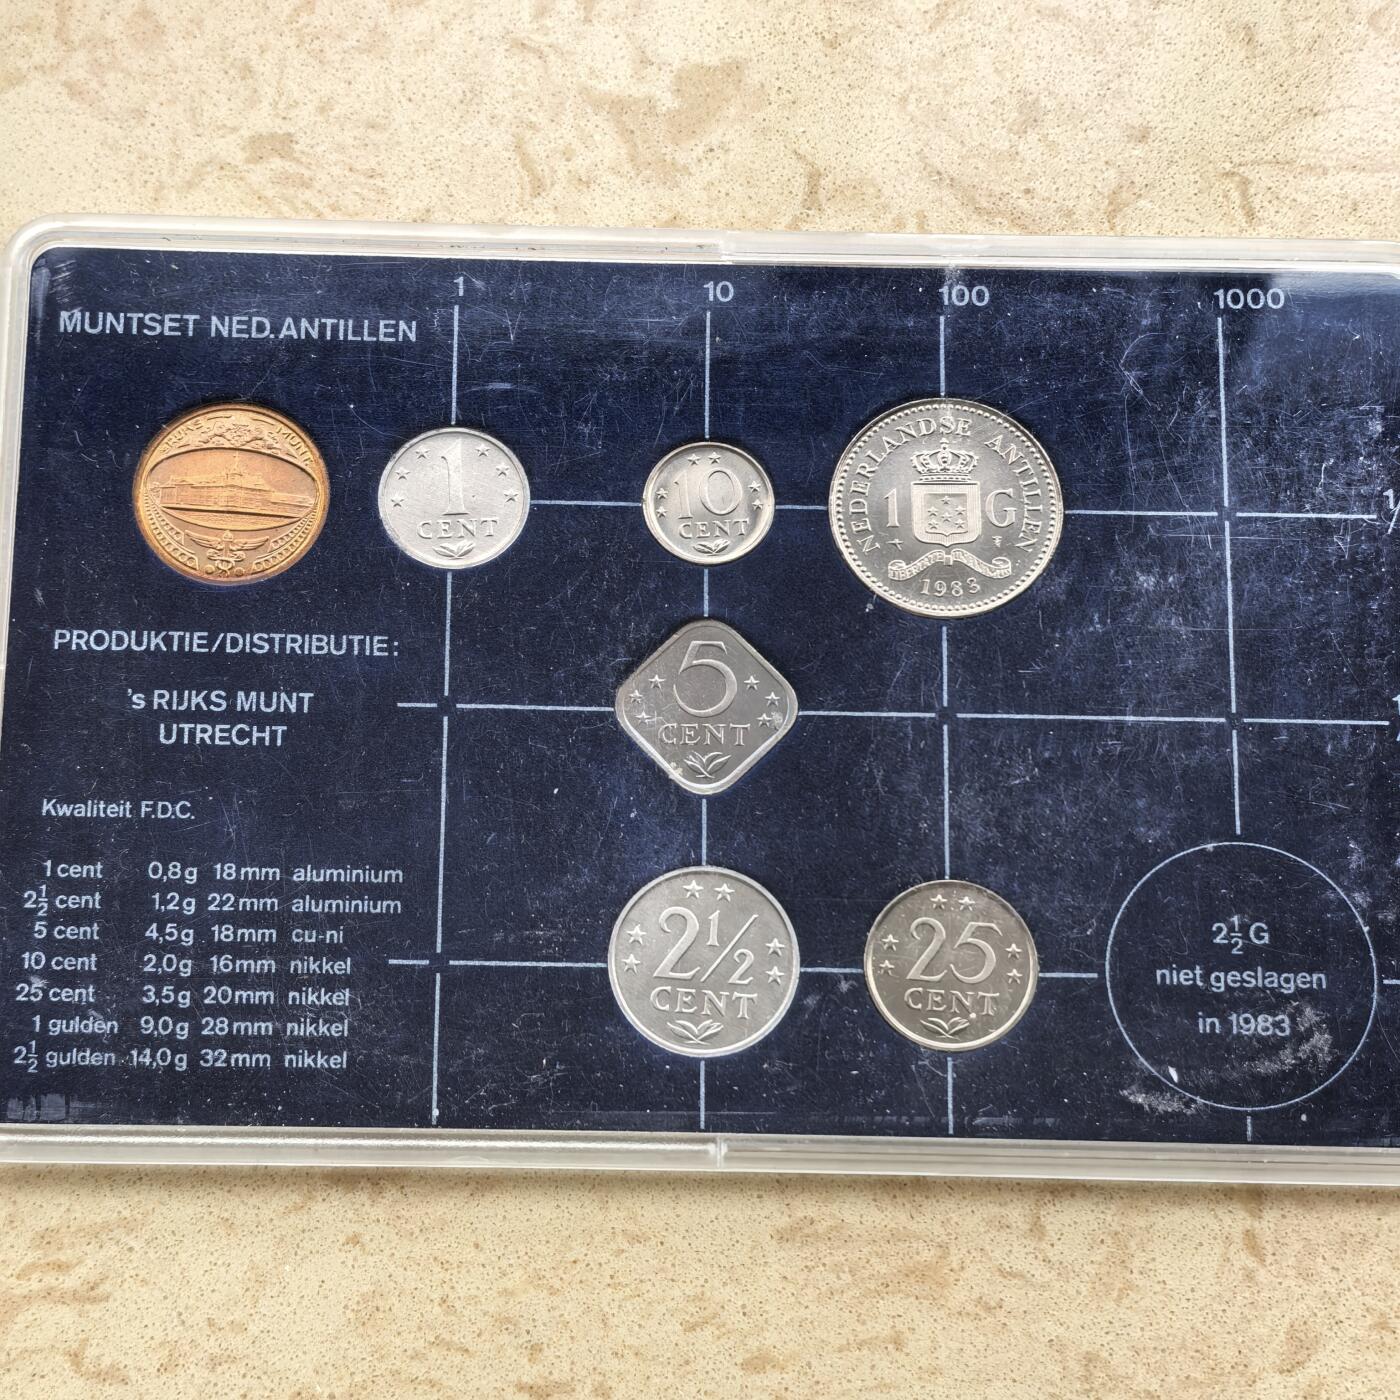 1 10 100 1000
MUNTSET NED.ANTILLEN
RIJKS MUNT
1
CENT
10
CENT
NEDERLANDSE ANTILLEN
1 G
1983
5
CENT
PRODUKTIE/DISTRIBUTIE:
's RIJKS MUNT
UTRECHT
Kwaliteit F.D.C.
1 cent 0,8g 18mm aluminium
2½ cent 1,2g 22mm aluminium
5 cent 4,5g 18mm cu-ni
10 cent 2,0g 16mm nikkel
25 cent 3,5g 20mm nikkel
1 gulden 9,0g 28mm nikkel
2½ gulden 14,0g 32mm nikkel
2½
CENT
25
CENT
2½ G
niet geslagen
in 1983